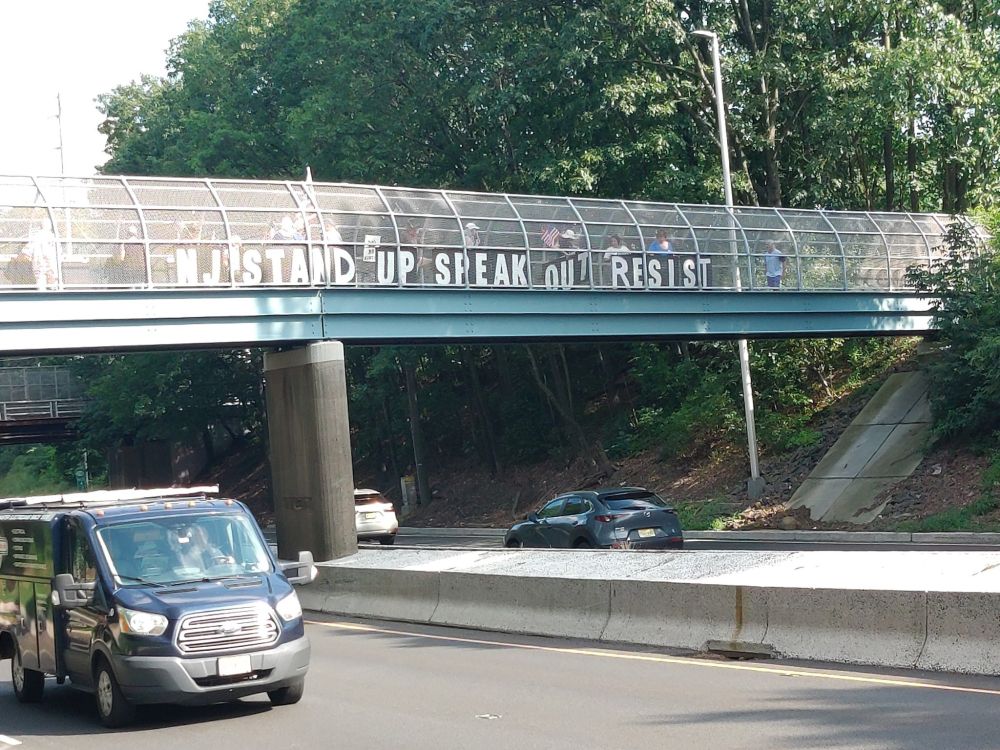 NJ STAND UP SPEAK OUT RESIST